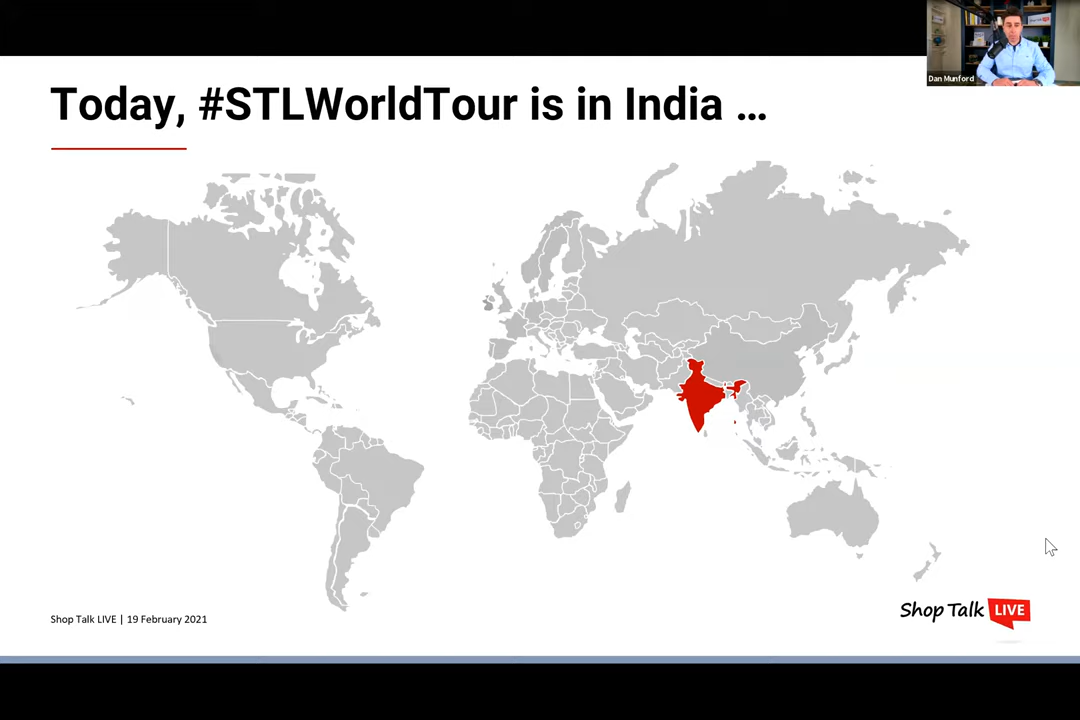 Dan Munford
Today, #STLWorldTour is in India ...
Shop Talk LIVE | 19 February 2021
Shop Talk LIVE